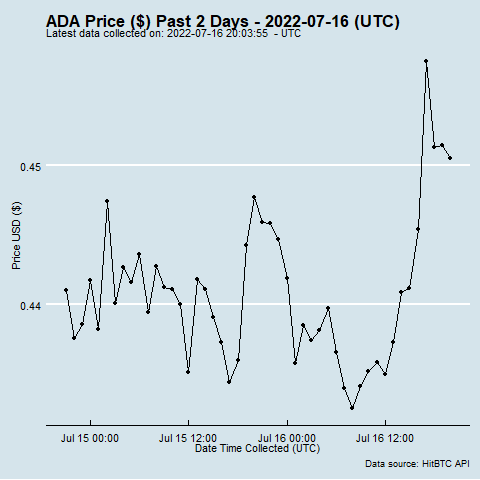 ADA Price ($) Past 2 Days - 2022-07-16 (UTC)
Latest data collected on: 2022-07-16 20:03:55 - UTC
0.45
Price USD ($)
0.44
Jul 15 00:00 Jul 15 12:00 Jul 16 00:00 Jul 16 12:00
Date Time Collected (UTC)
Data source: HitBTC API